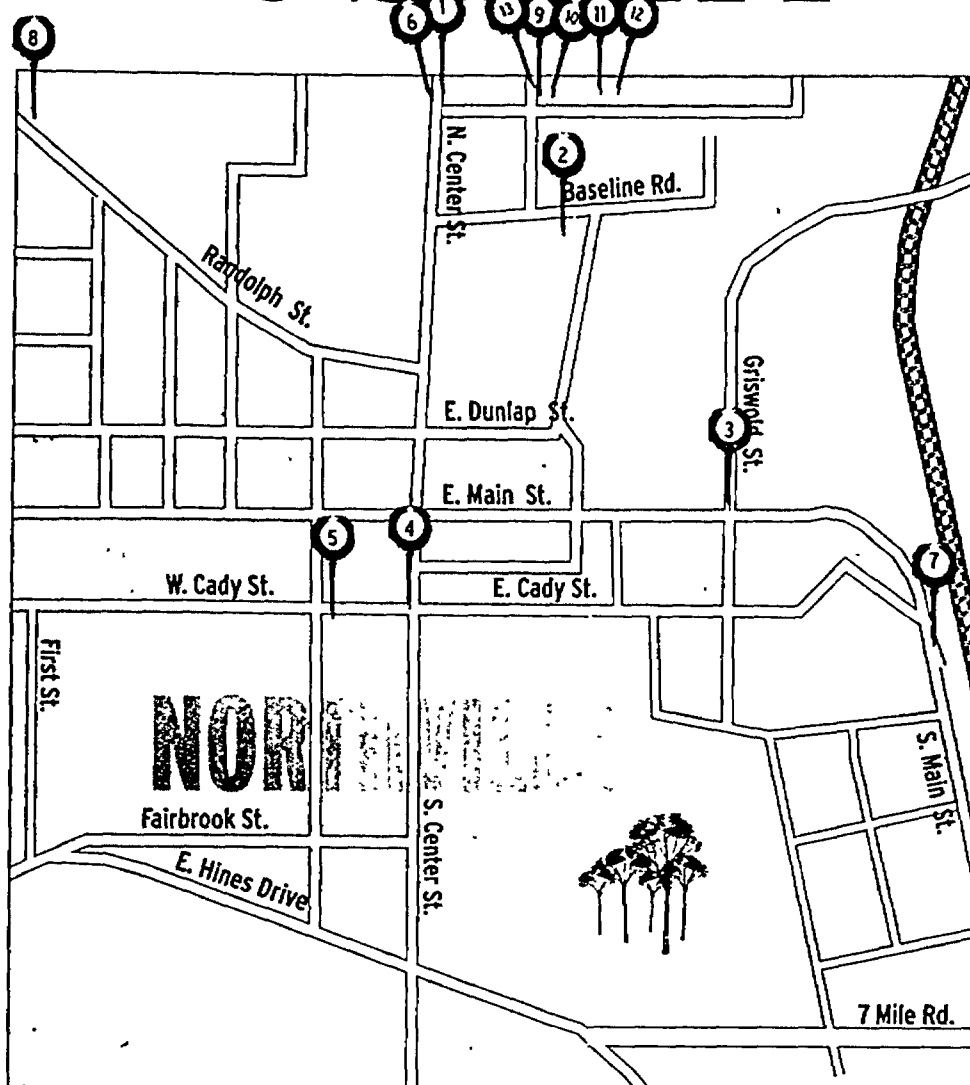 8
6
1
13
9
10
11
12
2
N. Center St.
Baseline Rd.
Randolph St.
Griswold St.
E. Dunlap St.
3
E. Main St.
5
4
7
W. Cady St.
E. Cady St.
First St.
S. Main St.
S. Center St.
Fairbrook St.
E. Hines Drive
7 Mile Rd.